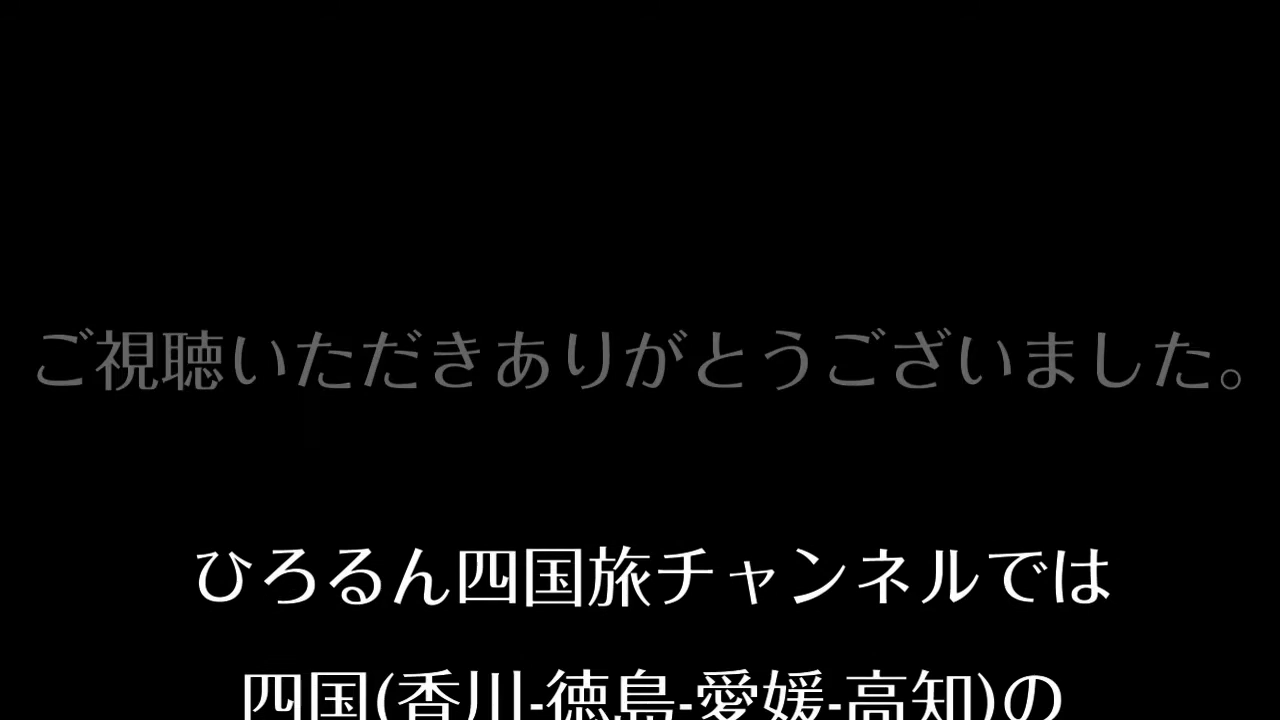 ご視聴いただきありがとうございました。
ひろるん四国旅チャンネルでは
四国(香川-徳島-愛媛-高知)の